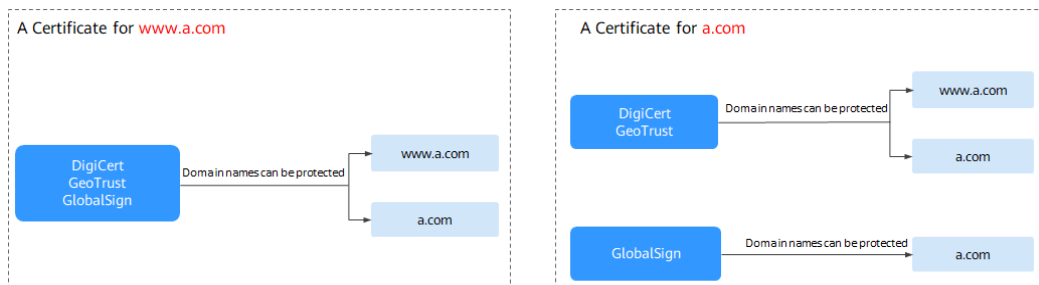 A Certificate for www.a.com
DigiCert
GeoTrust
GlobalSign
Domain names can be protected
www.a.com
a.com
A Certificate for a.com
DigiCert
GeoTrust
Domain names can be protected
www.a.com
a.com
GlobalSign
Domain names can be protected
a.com